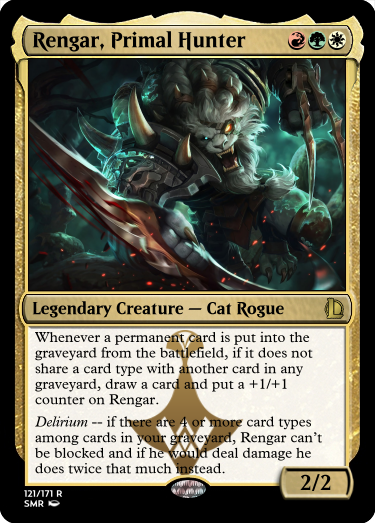 Rengar, Primal Hunter
Legendary Creature — Cat Rogue
Whenever a permanent card is put into the
graveyard from the battlefield, if it does not
share a card type with another card in any
graveyard, draw a card and put a +1/+1
counter on Rengar.
Delirium -- if there are 4 or more card types
among cards in your graveyard, Rengar can't
be blocked and if he would deal damage he
does twice that much instead.
2/2
121/171 R
SMR